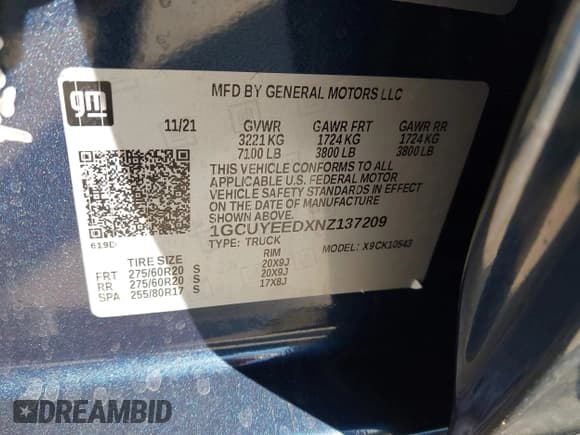 gm
MFD BY GENERAL MOTORS LLC
11/21 GVWR GAWR FRT GAWR RR
3221 KG 1724 KG 1724 KG
7100 LB 3800 LB 3800 LB
THIS VEHICLE CONFORMS TO ALL
APPLICABLE U.S. FEDERAL MOTOR
VEHICLE SAFETY STANDARDS IN EFFECT
ON THE DATE OF MANUFACTURE
SHOWN ABOVE.
619D
1GCUYEEDXNZ137209
TYPE: TRUCK MODEL: X9CK10543
TIRE SIZE RIM
FRT 275/60R20 S 20X9J
RR 275/60R20 S 20X9J
SPA 255/80R17 S 17X8J
DREAMBID